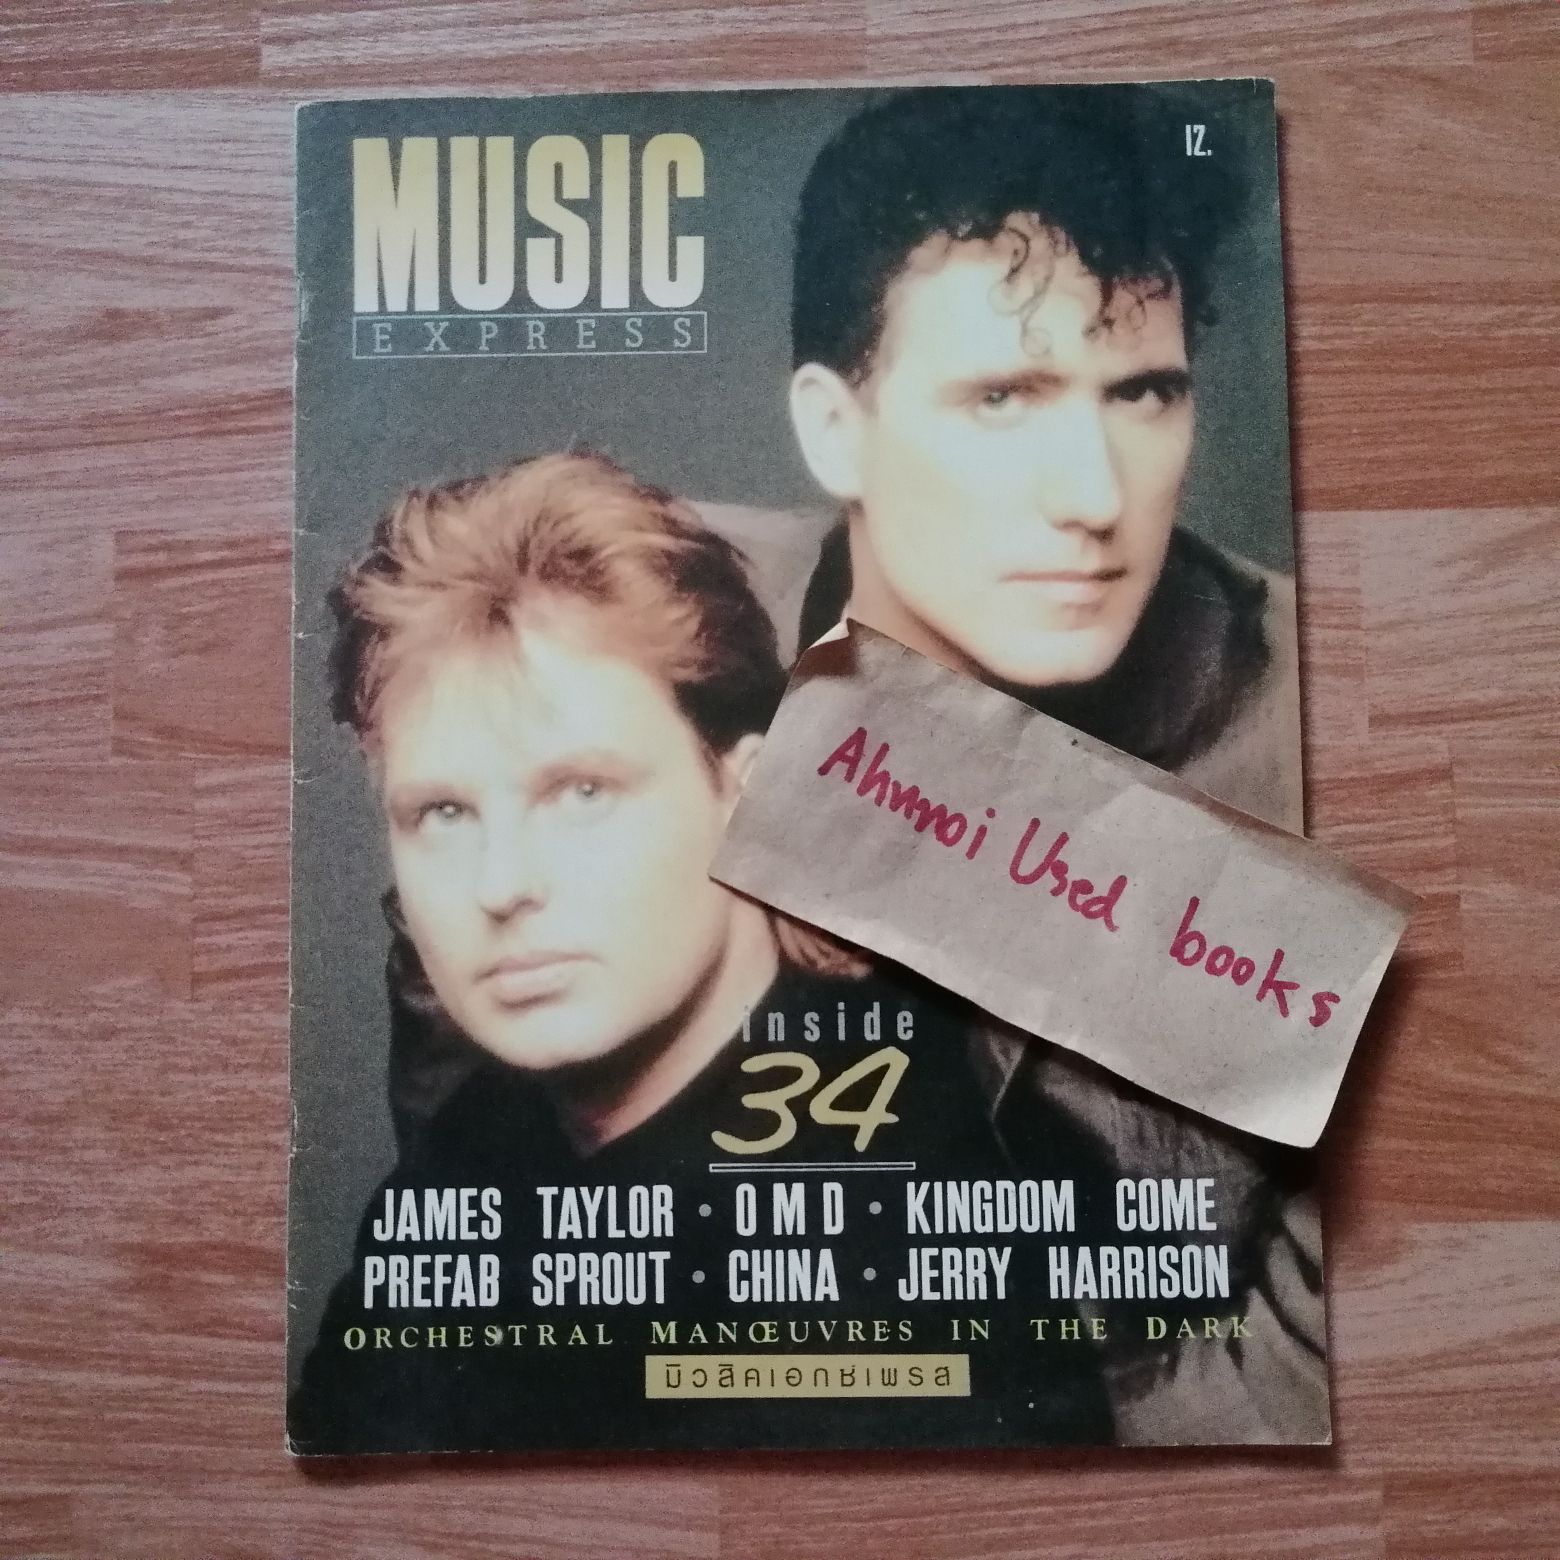 MUSIC
EXPRESS
12.
Ahnnoi Used books
inside
34
JAMES TAYLOR · OMD · KINGDOM COME
PREFAB SPROUT · CHINA · JERRY HARRISON
ORCHESTRAL MANŒUVRES IN THE DARK
มิวสิคเอกซ์เพรส